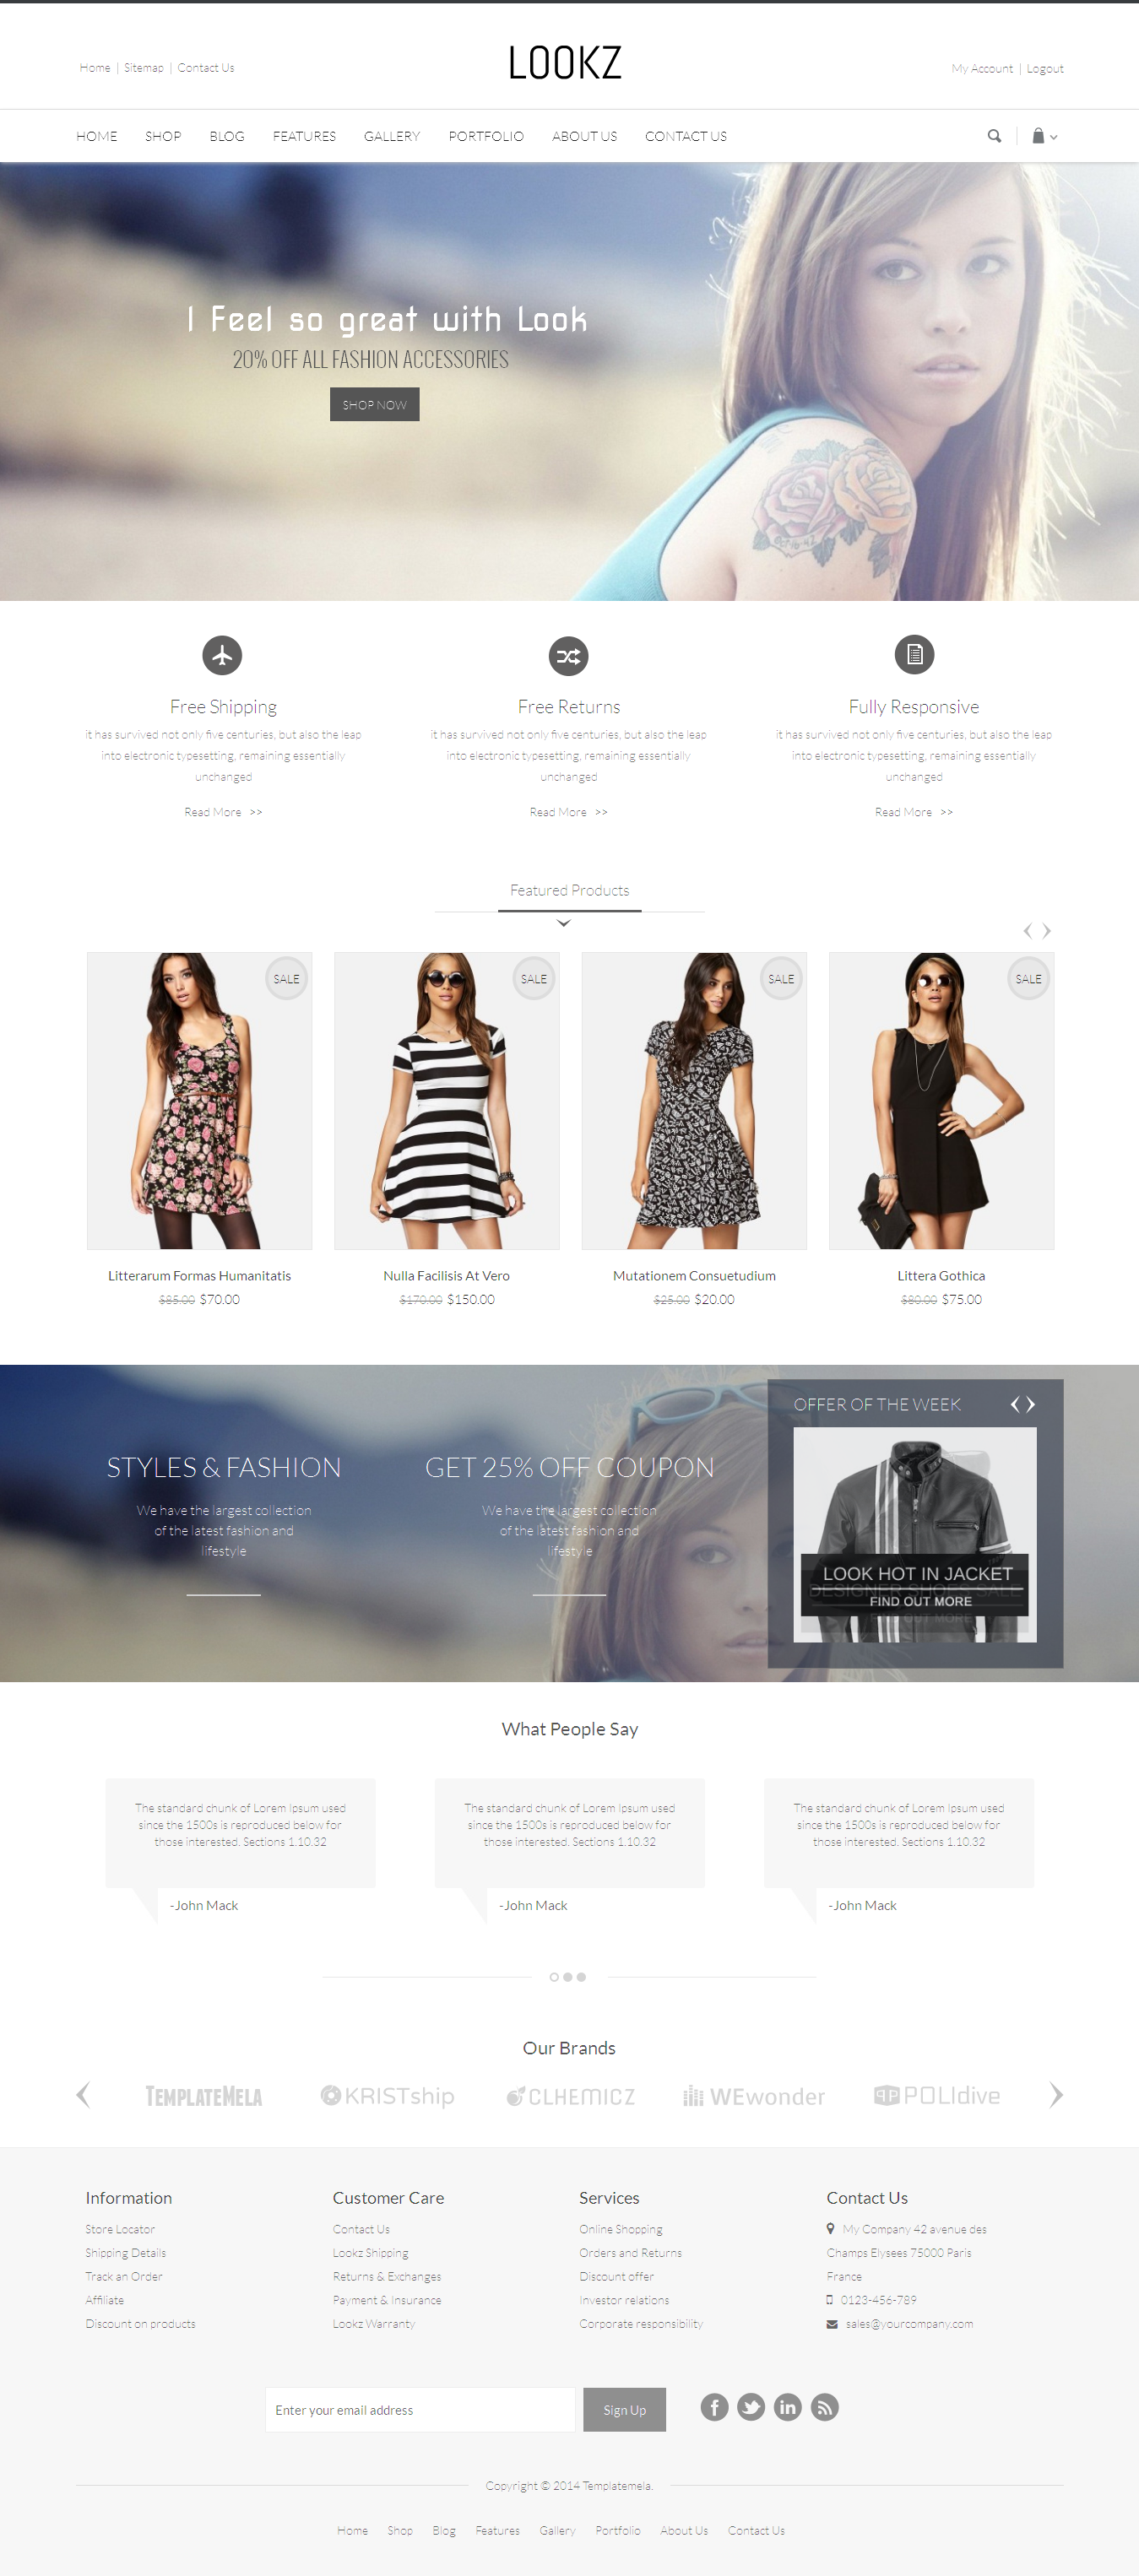 Home | Sitemap | Contact Us
LOOKZ
My Account | Logout
HOME SHOP BLOG FEATURES GALLERY PORTFOLIO ABOUT US CONTACT US
I Feel so great with Look
20% OFF ALL FASHION ACCESSORIES
SHOP NOW
Free Shipping
it has survived not only five centuries, but also the leap
into electronic typesetting, remaining essentially
unchanged
Read More >>
Free Returns
it has survived not only five centuries, but also the leap
into electronic typesetting, remaining essentially
unchanged
Read More >>
Fully Responsive
it has survived not only five centuries, but also the leap
into electronic typesetting, remaining essentially
unchanged
Read More >>
Featured Products
SALE
Litterarum Formas Humanitatis
$85.00 $70.00
SALE
Nulla Facilisis At Vero
$170.00 $150.00
SALE
Mutationem Consuetudium
$25.00 $20.00
SALE
Littera Gothica
$80.00 $75.00
STYLES & FASHION
We have the largest collection
of the latest fashion and
lifestyle
GET 25% OFF COUPON
We have the largest collection
of the latest fashion and
lifestyle
OFFER OF THE WEEK
LOOK HOT IN JACKET
DESIGNER SHOES SALE
FIND OUT MORE
FIND OUT MORE
What People Say
The standard chunk of Lorem Ipsum used
since the 1500s is reproduced below for
those interested. Sections 1.10.32
-John Mack
The standard chunk of Lorem Ipsum used
since the 1500s is reproduced below for
those interested. Sections 1.10.32
-John Mack
The standard chunk of Lorem Ipsum used
since the 1500s is reproduced below for
those interested. Sections 1.10.32
-John Mack
Our Brands
TEMPLATEMELA
KRISTship
CLHEMICZ
WEwonder
POLIdive
Information
Store Locator
Shipping Details
Track an Order
Affiliate
Discount on products
Customer Care
Contact Us
Lookz Shipping
Returns & Exchanges
Payment & Insurance
Lookz Warranty
Services
Online Shopping
Orders and Returns
Discount offer
Investor relations
Corporate responsibility
Contact Us
My Company 42 avenue des
Champs Elysees 75000 Paris
France
0123-456-789
sales@yourcompany.com
Enter your email address
Sign Up
Copyright © 2014 Templatemela.
Home Shop Blog Features Gallery Portfolio About Us Contact Us